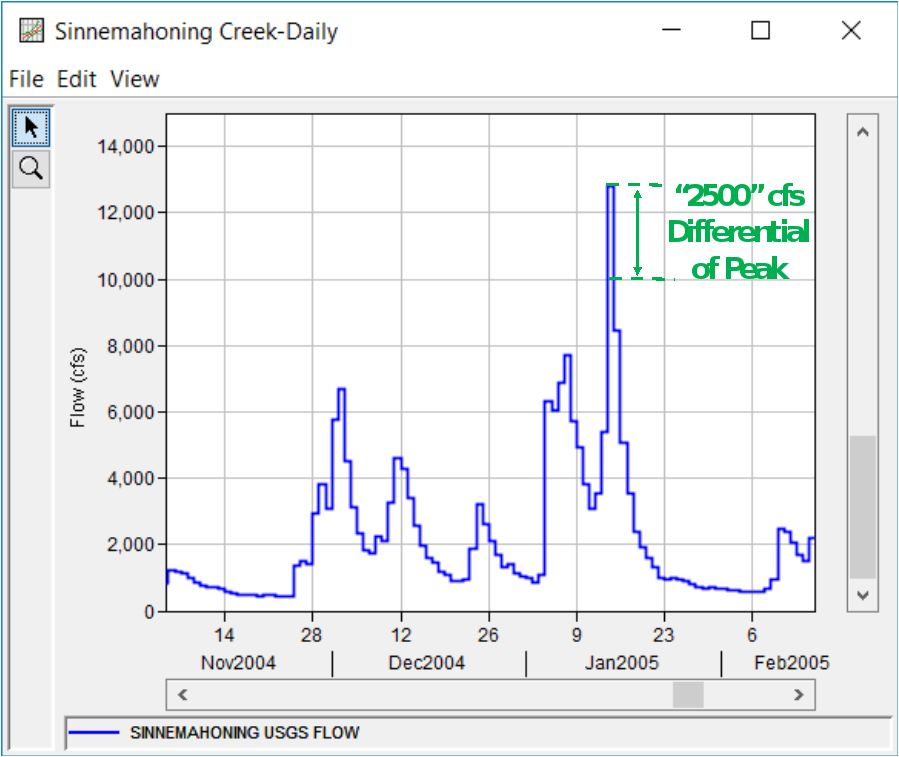 Sinnemahoning Creek-Daily
File Edit View
14,000
12,000
10,000
8,000
6,000
4,000
2,000
0
Flow (cfs)
“2500” cfs
Differential
of Peak
14 28 12 26 9 23 6
Nov2004 Dec2004 Jan2005 Feb2005
SINNEMAHONING USGS FLOW